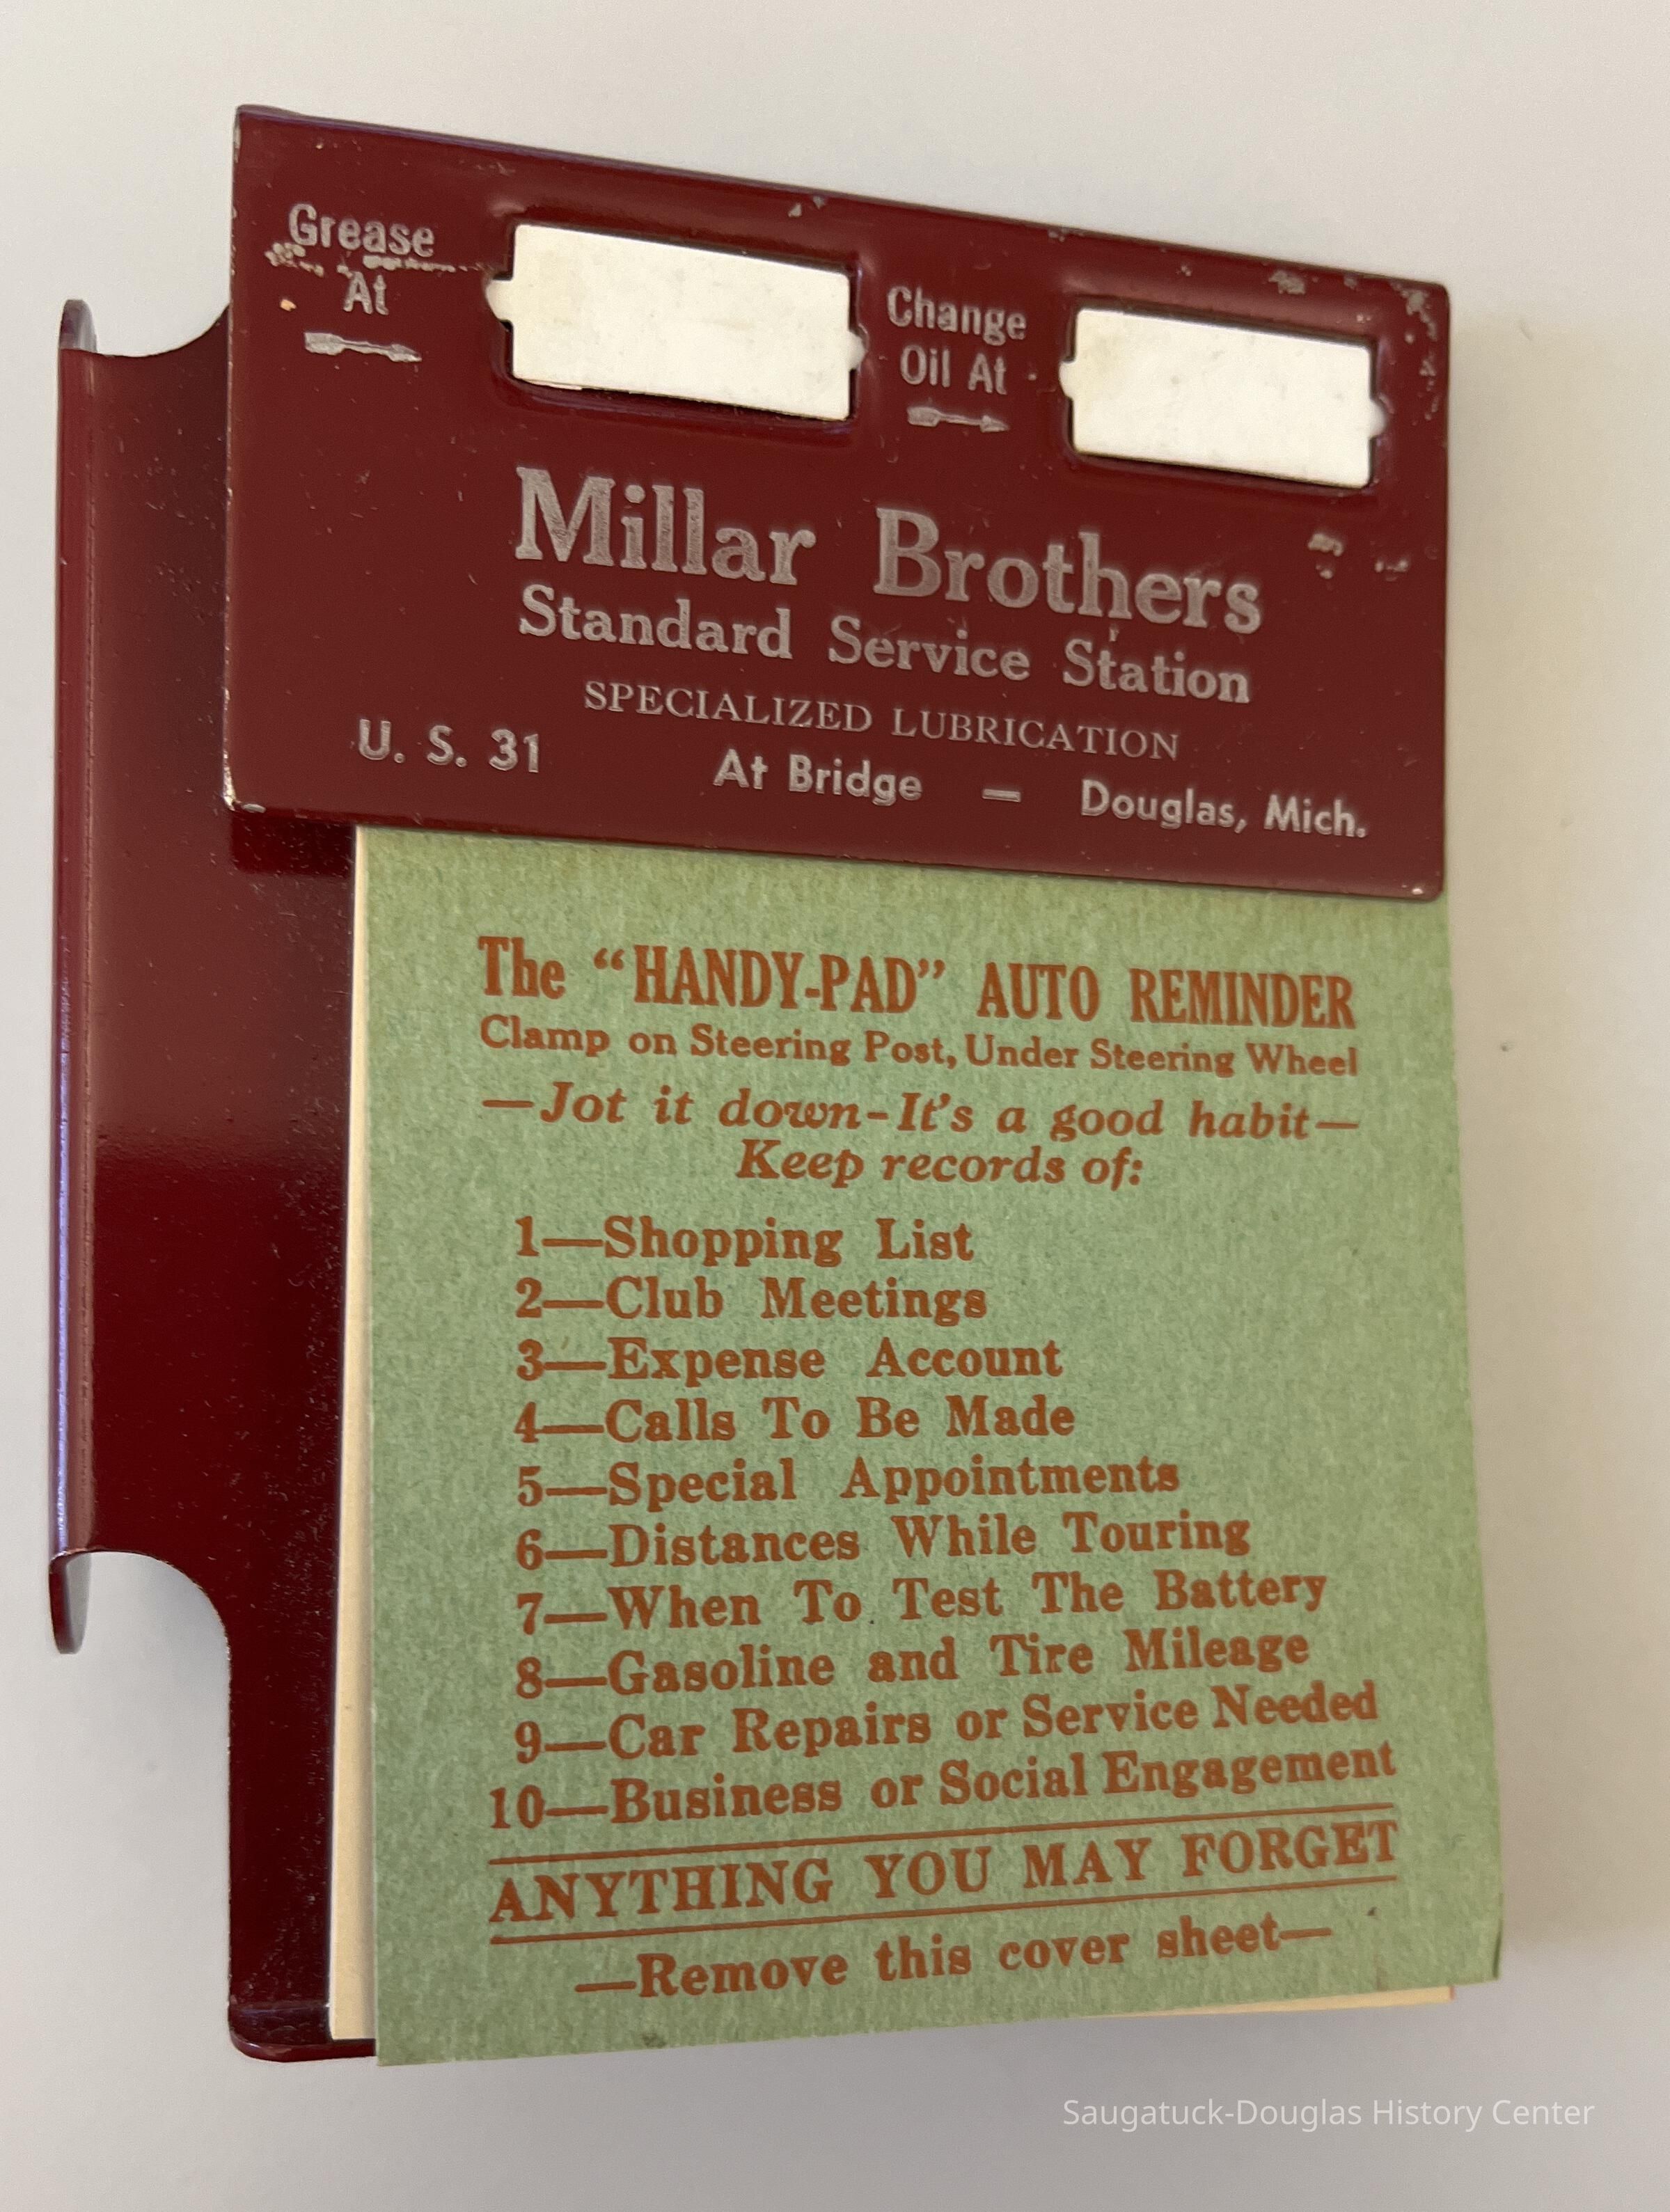 Grease
At
Change
Oil At
Millar Brothers
Standard Service Station
SPECIALIZED LUBRICATION
U. S. 31 At Bridge — Douglas, Mich.
The “HANDY-PAD” AUTO REMINDER
Clamp on Steering Post, Under Steering Wheel
—Jot it down-It's a good habit—
Keep records of:
1—Shopping List
2—Club Meetings
3—Expense Account
4—Calls To Be Made
5—Special Appointments
6—Distances While Touring
7—When To Test The Battery
8—Gasoline and Tire Mileage
9—Car Repairs or Service Needed
10—Business or Social Engagement
ANYTHING YOU MAY FORGET
—Remove this cover sheet—
Saugatuck-Douglas History Center